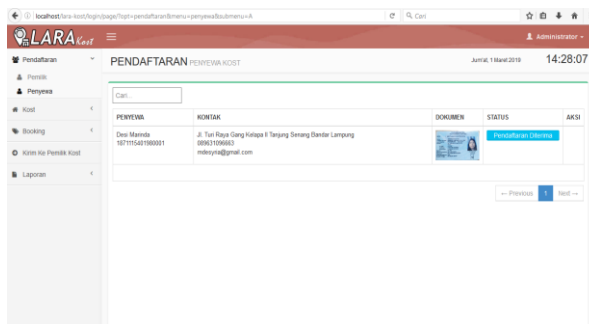 localhost/lara-kost/login/page/?opt=pendaftaran&menu=penyewa&submenu=A
Cari
LARA Kost
Administrator
Pendaftaran
Pemilik
Penyewa
Kost
Booking
Kirim Ke Pemilik Kost
Laporan
PENDAFTARAN PENYEWA KOST
Jum'at, 1 Maret 2019
14:28:07
Cari..
PENYEWA KONTAK DOKUMEN STATUS AKSI
Desi Marinda Jl. Turi Raya Gang Kelapa II Tanjung Senang Bandar Lampung Pendaftaran Diterima
1871115401980001 089631096663
mdesyria@gmail.com
← Previous 1 Next →